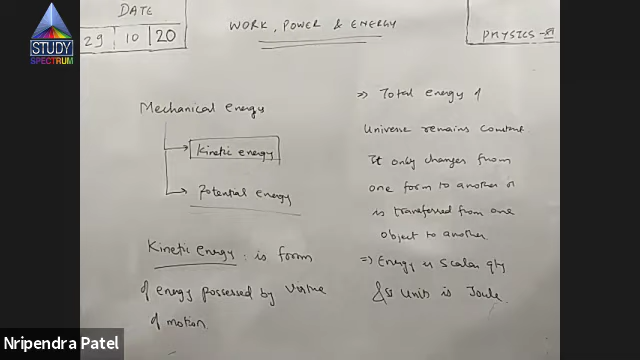 DATE
29 10 20
STUDY
SPECTRUM
WORK, POWER & ENERGY
PHYSICS
Mechanical energy
Kinetic energy
Potential energy
Kinetic energy : is form
of energy possessed by virtue
of motion.
=> Total energy of
Universe remains constant
It only changes from
one form to another or
is transferred from one
object to another
=> Energy is scalar qty
& SI Unit is Joule.
Nripendra Patel